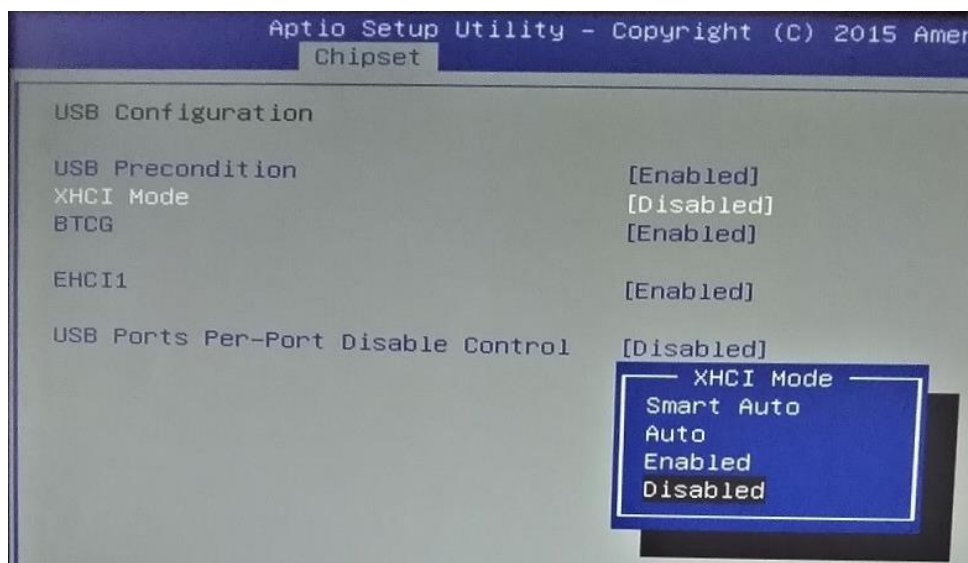 Aptio Setup Utility – Copyright (C) 2015 Amer
Chipset
USB Configuration
USB Precondition [Enabled]
XHCI Mode [Disabled]
BTCG [Enabled]
EHCI1 [Enabled]
USB Ports Per-Port Disable Control [Disabled]
XHCI Mode
Smart Auto
Auto
Enabled
Disabled